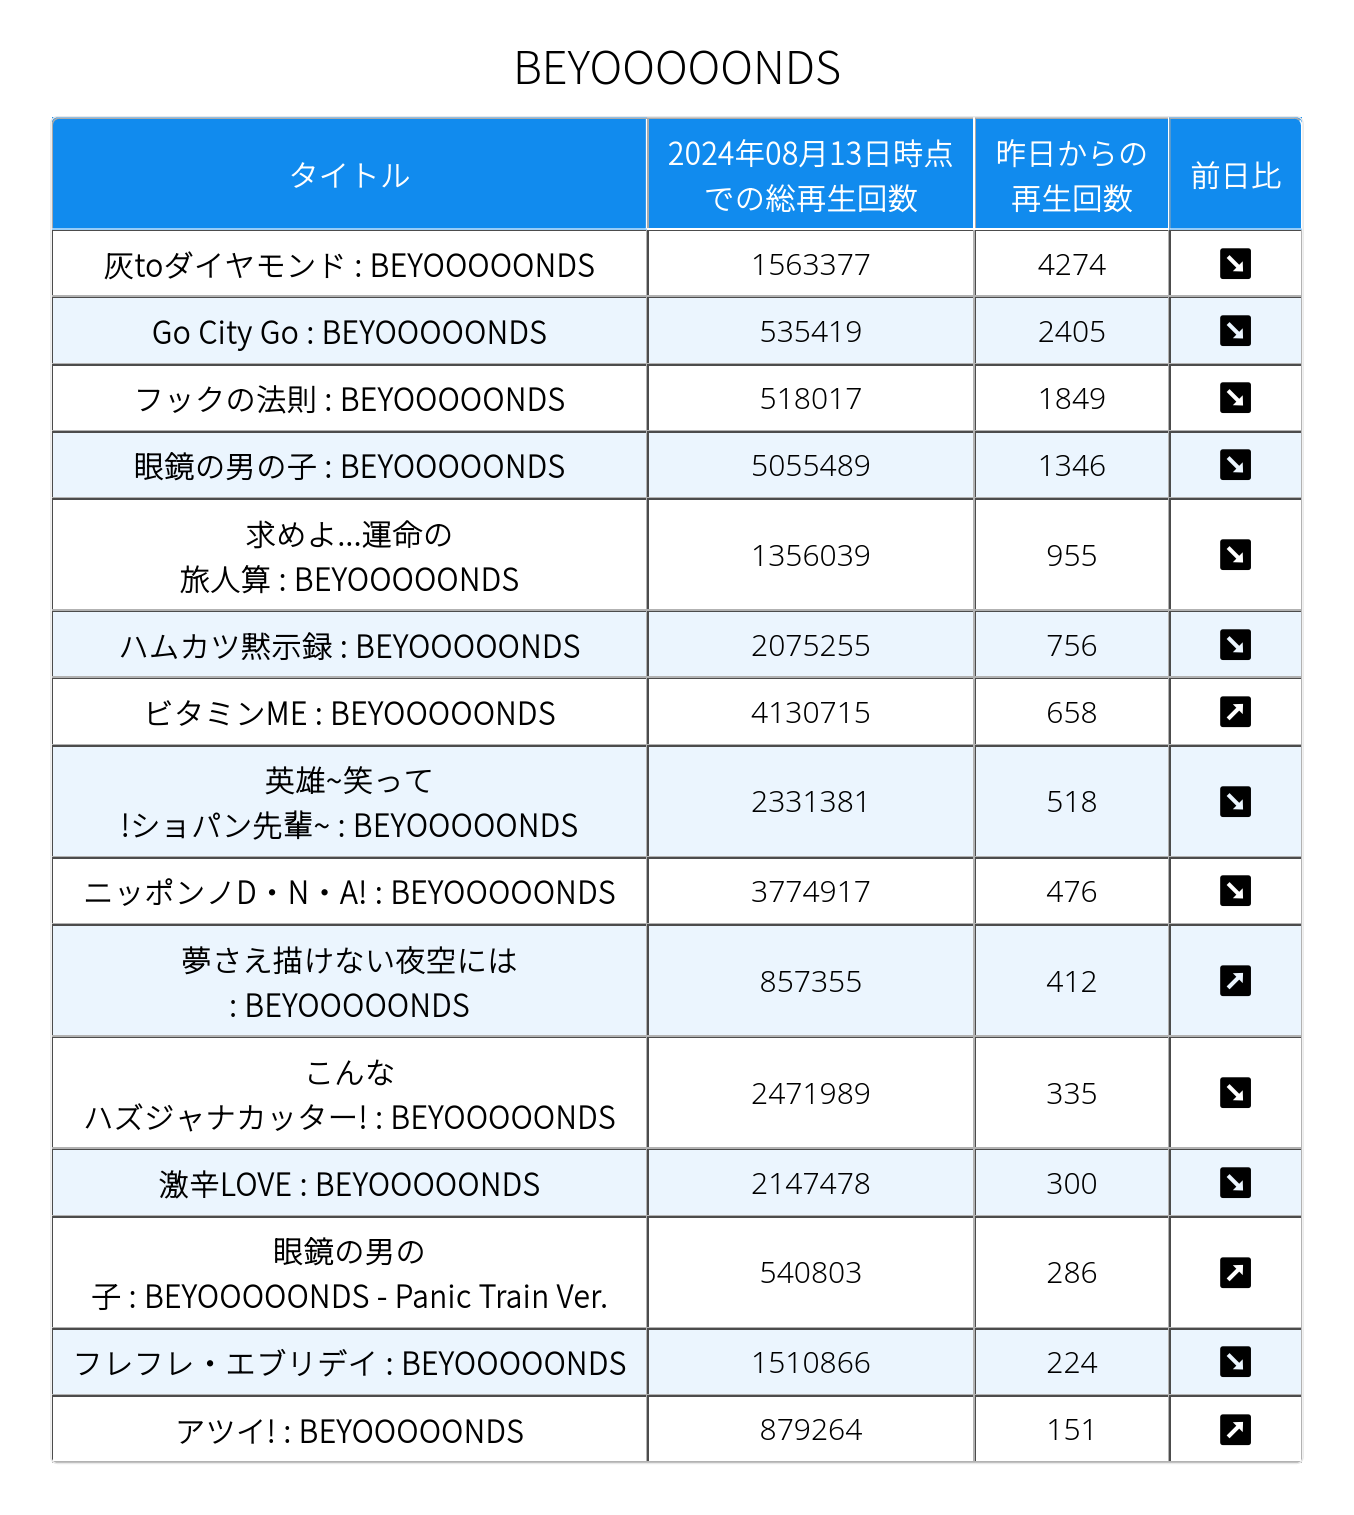 BEYOOOOONDS
タイトル
2024年08月13日時点
での総再生回数
昨日からの
再生回数
前日比
灰toダイヤモンド : BEYOOOOONDS
1563377
4274
Go City Go : BEYOOOOONDS
535419
2405
フックの法則 : BEYOOOOONDS
518017
1849
眼鏡の男の子 : BEYOOOOONDS
5055489
1346
求めよ...運命の
旅人算 : BEYOOOOONDS
1356039
955
ハムカツ黙示録 : BEYOOOOONDS
2075255
756
ビタミンME : BEYOOOOONDS
4130715
658
英雄~笑って
!ショパン先輩~ : BEYOOOOONDS
2331381
518
ニッポンノD・N・A! : BEYOOOOONDS
3774917
476
夢さえ描けない夜空には
: BEYOOOOONDS
857355
412
こんな
ハズジャナカッター! : BEYOOOOONDS
2471989
335
激辛LOVE : BEYOOOOONDS
2147478
300
眼鏡の男の
子 : BEYOOOOONDS - Panic Train Ver.
540803
286
フレフレ・エブリデイ : BEYOOOOONDS
1510866
224
アツイ! : BEYOOOOONDS
879264
151